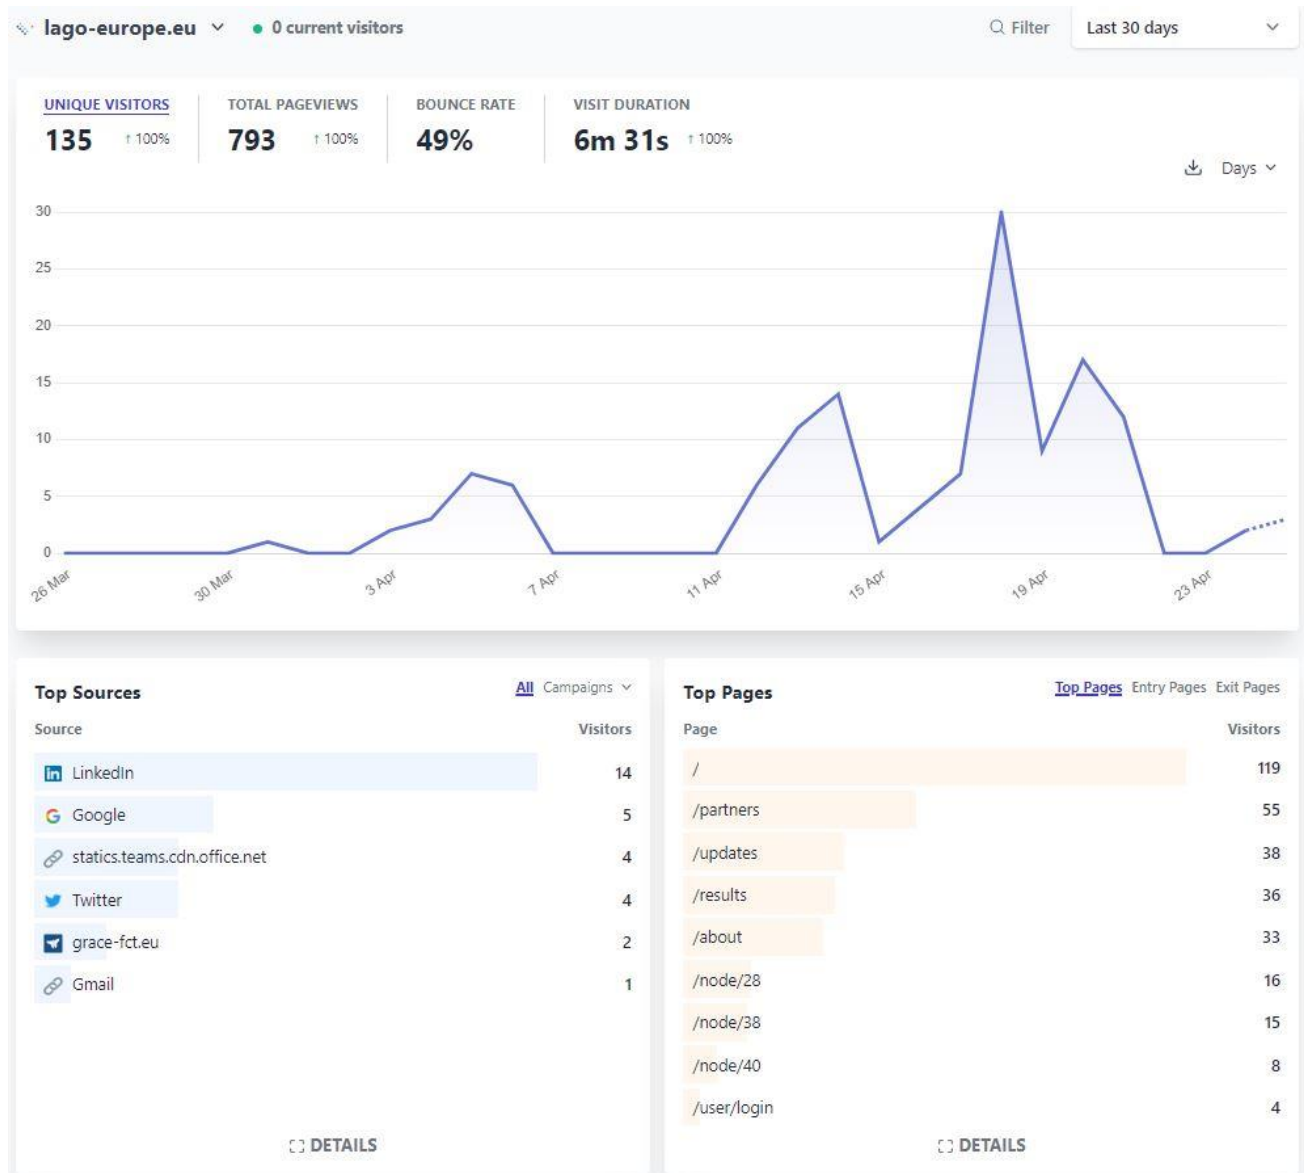 lago-europe.eu 0 current visitors Filter Last 30 days
UNIQUE VISITORS TOTAL PAGEVIEWS BOUNCE RATE VISIT DURATION
135 ↑ 100% 793 ↑ 100% 49% 6m 31s ↑ 100%
Days
30
25
20
15
10
5
0
26 Mar 30 Mar 3 Apr 7 Apr 11 Apr 15 Apr 19 Apr 23 Apr
Top Sources All Campaigns
Source Visitors
LinkedIn 14
Google 5
statics.teams.cdn.office.net 4
Twitter 4
grace-fct.eu 2
Gmail 1
DETAILS
Top Pages Top Pages Entry Pages Exit Pages
Page Visitors
/ 119
/partners 55
/updates 38
/results 36
/about 33
/node/28 16
/node/38 15
/node/40 8
/user/login 4
DETAILS